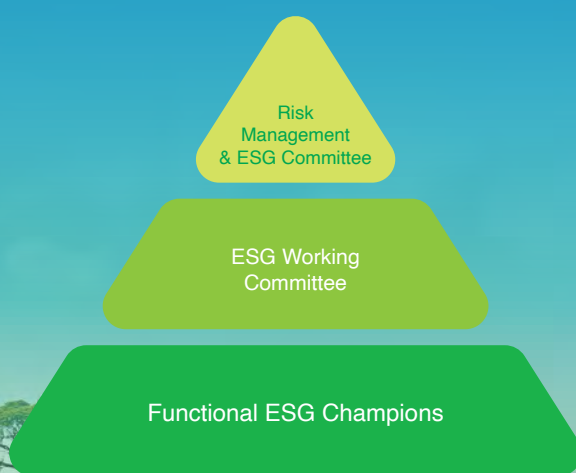 Risk
Management
& ESG Committee
ESG Working
Committee
Functional ESG Champions